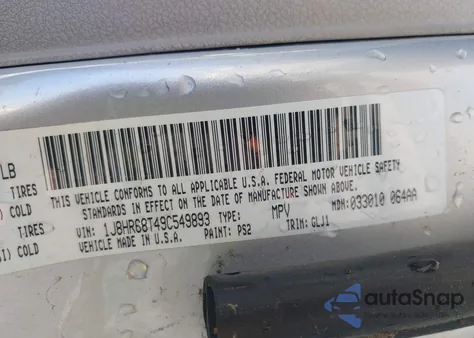 LB
TIRES
COLD
TIRES
SI) COLD
THIS VEHICLE CONFORMS TO ALL APPLICABLE U.S.A. FEDERAL MOTOR VEHICLE SAFETY
STANDARDS IN EFFECT ON THE DATE OF MANUFACTURE SHOWN ABOVE.
VIN: 1J8HR68T49C549893 TYPE: MPV MDH: 033010 064AA
VEHICLE MADE IN U.S.A. PAINT: PS2 TRIM: GLJ1
autoSnap